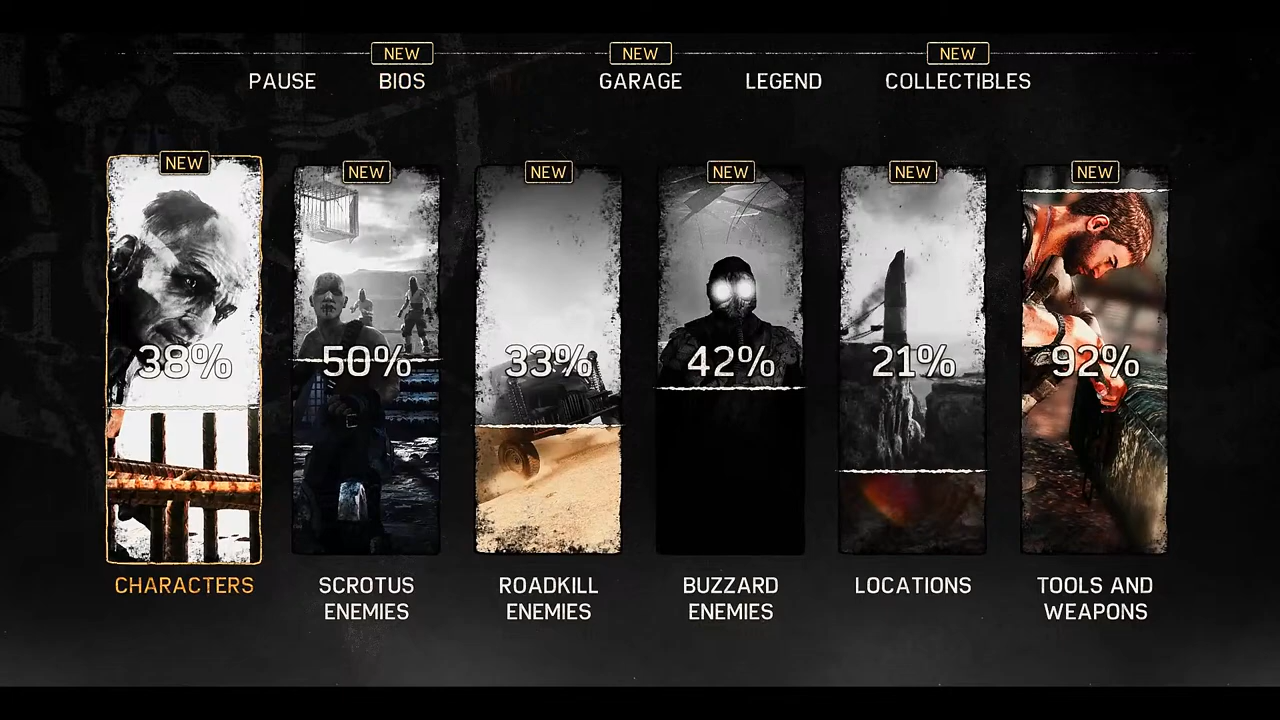 NEW NEW NEW
PAUSE BIOS GARAGE LEGEND COLLECTIBLES
NEW NEW NEW NEW NEW NEW
38% 50% 33% 42% 21% 92%
CHARACTERS SCROTUS ROADKILL BUZZARD LOCATIONS TOOLS AND
ENEMIES ENEMIES ENEMIES WEAPONS